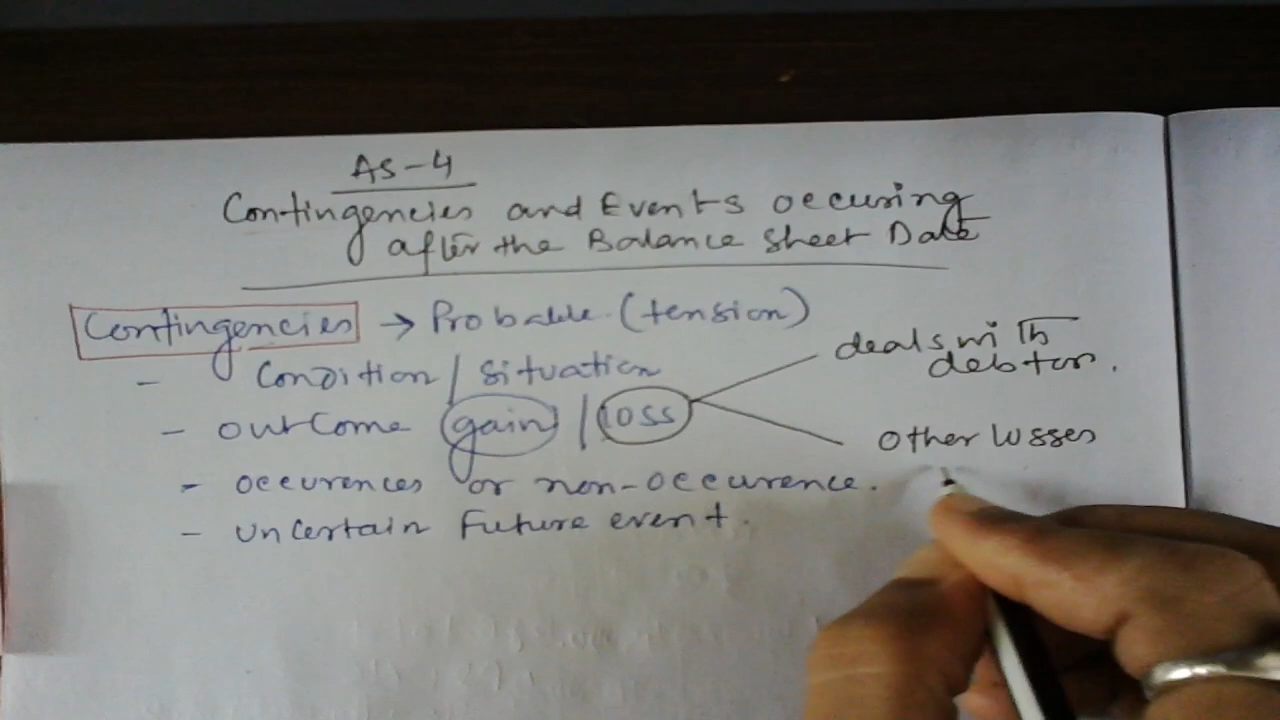 AS-4
Contingencies and Events occuring
after the Balance Sheet Date
Contingencies → Probable (tension)
- Condition / Situation
deals with
debtor.
- outcome gain / loss
other losses
- occurences or non-occurence.
- uncertain Future event.